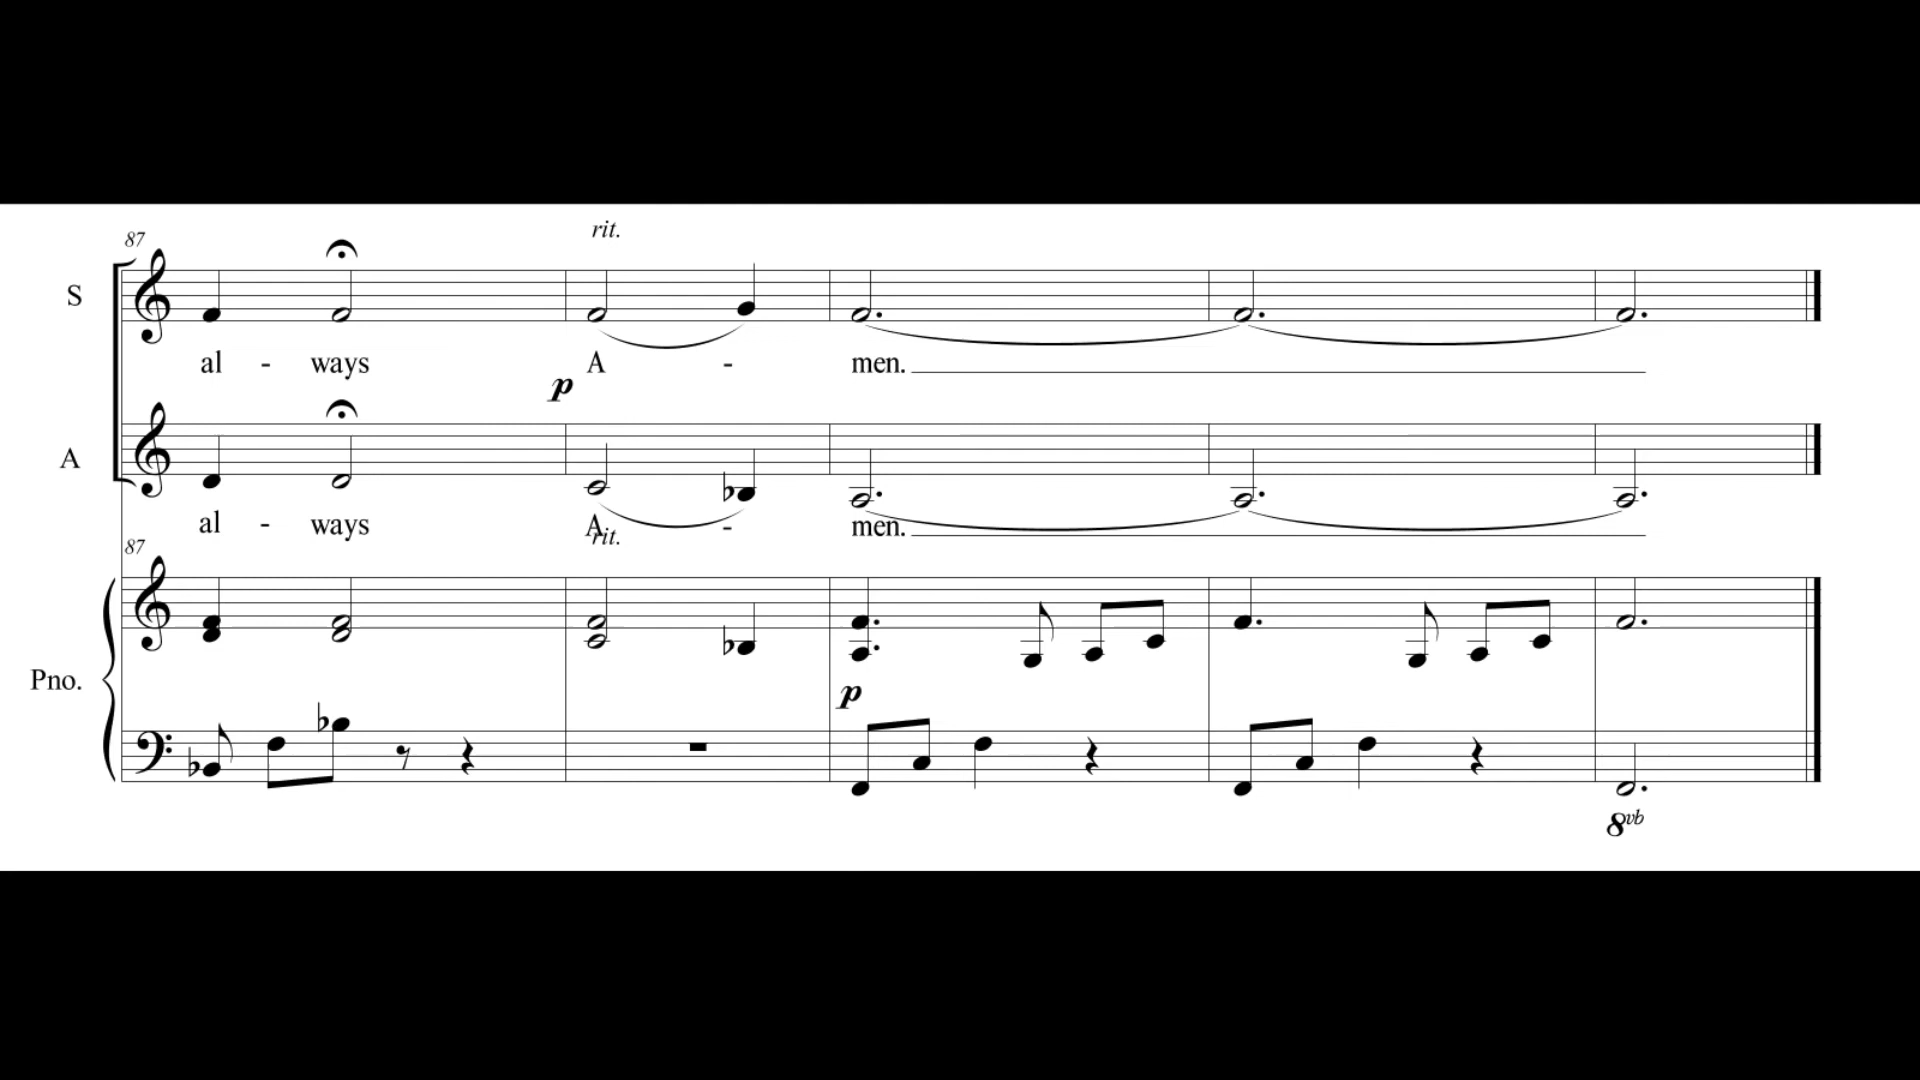 rit.
87
S
al - ways A - men.
p
A
al - ways A - men.
87 rit.
Pno.
p
8vb